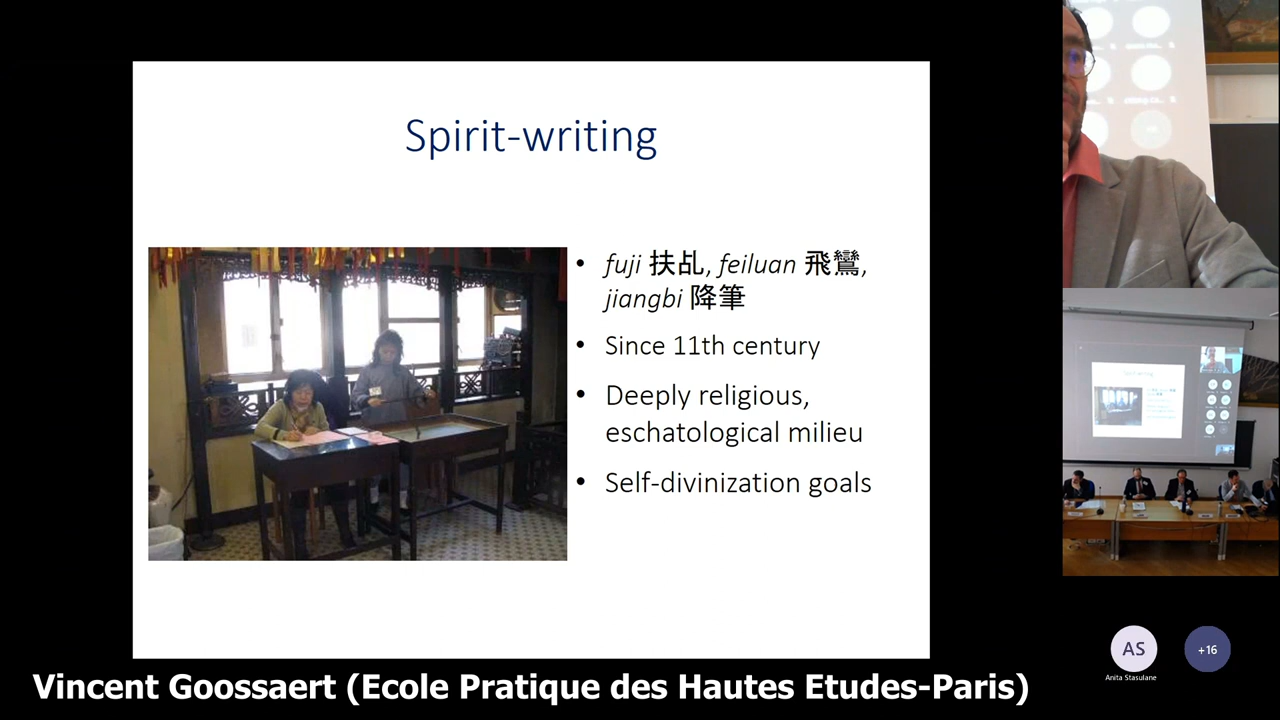 Spirit-writing
• fuji 扶乩, feiluan 飛鸞,
jiangbi 降筆
• Since 11th century
• Deeply religious,
eschatological milieu
• Self-divinization goals
AS
+16
Anita Stasulane
Vincent Goossaert (Ecole Pratique des Hautes Etudes-Paris)